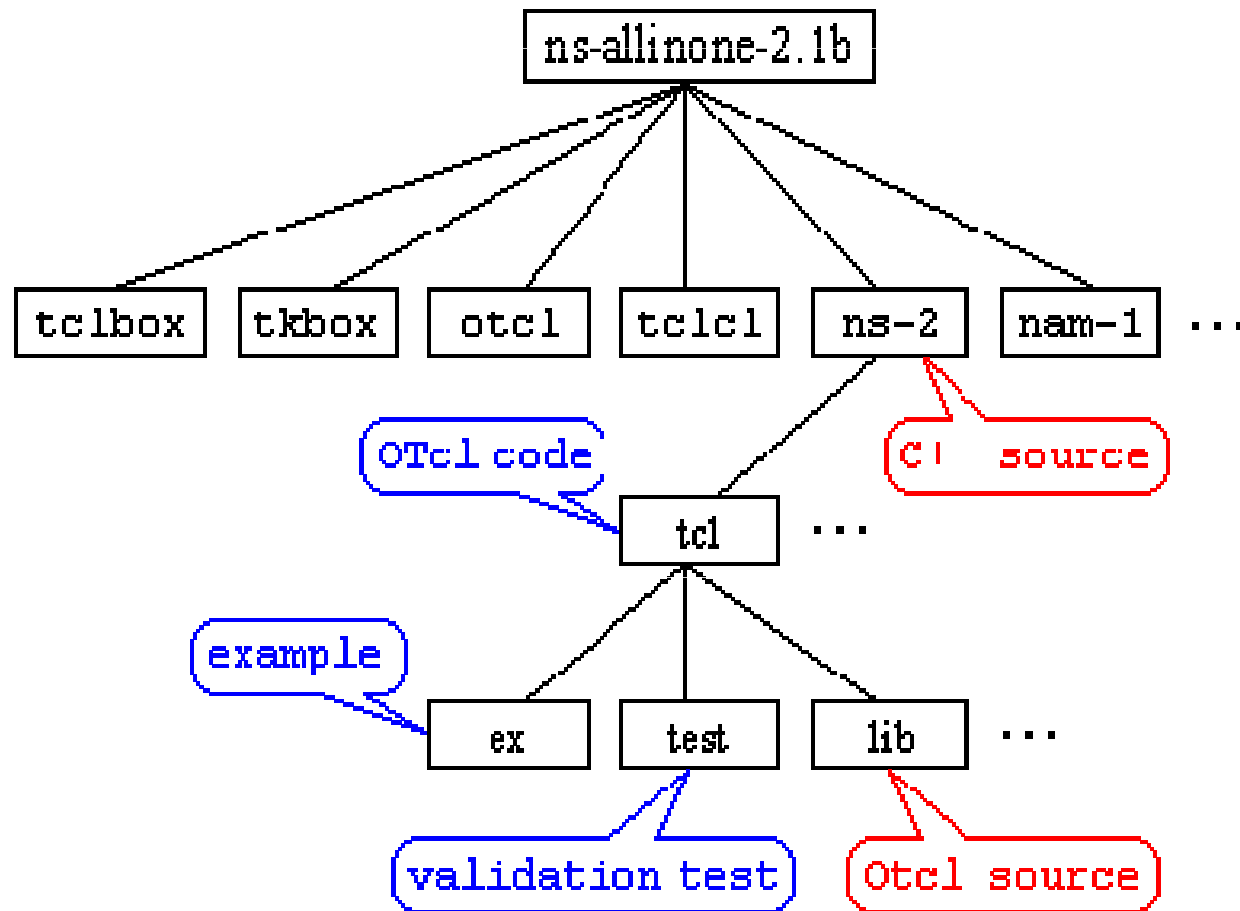 ns-allinone-2.1b
tclbox
tkbox
otcl
tclcl
ns-2
nam-1
...
OTcl code
source
tcl
...
example
ex
test
lib
...
validation test
Otcl source